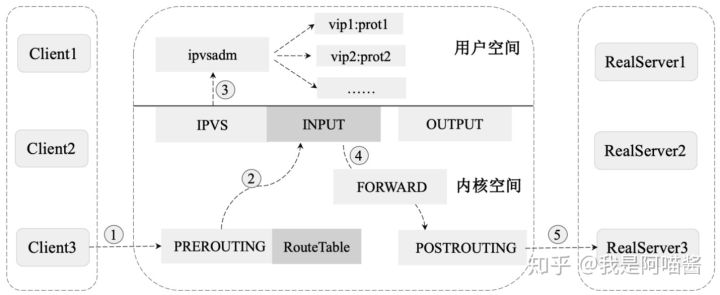 Client1
Client2
Client3
①
vip1:prot1
ipvsadm
vip2:prot2
……
用户空间
③
IPVS
INPUT
OUTPUT
②
④
FORWARD
内核空间
PREROUTING
RouteTable
POSTROUTING
⑤
RealServer1
RealServer2
RealServer3
知乎 @我是阿喵酱